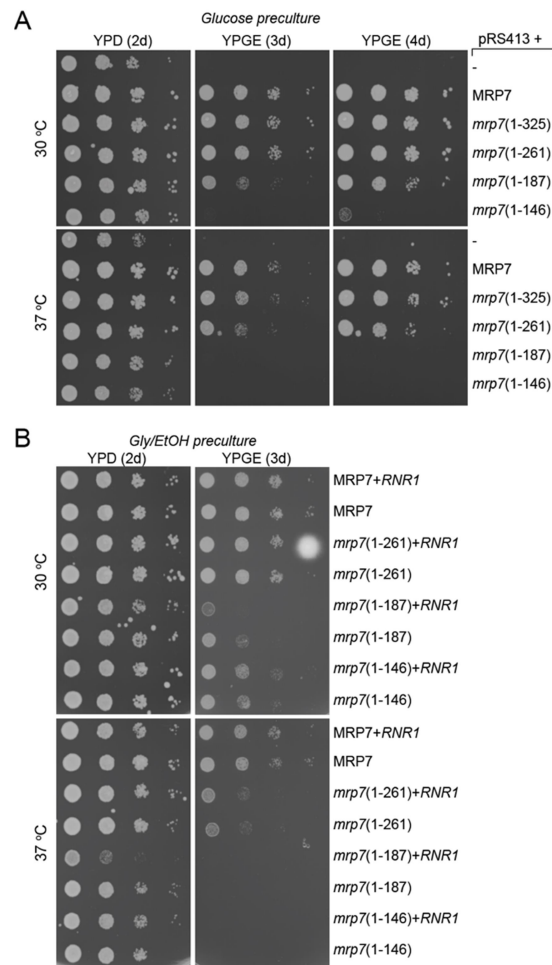 A
Glucose preculture
YPD (2d) YPGE (3d) YPGE (4d) pRS413 +
30 °C
-
MRP7
mrp7(1-325)
mrp7(1-261)
mrp7(1-187)
mrp7(1-146)
37 °C
-
MRP7
mrp7(1-325)
mrp7(1-261)
mrp7(1-187)
mrp7(1-146)
B
Gly/EtOH preculture
YPD (2d) YPGE (3d)
30 °C
MRP7+RNR1
MRP7
mrp7(1-261)+RNR1
mrp7(1-261)
mrp7(1-187)+RNR1
mrp7(1-187)
mrp7(1-146)+RNR1
mrp7(1-146)
37 °C
MRP7+RNR1
MRP7
mrp7(1-261)+RNR1
mrp7(1-261)
mrp7(1-187)+RNR1
mrp7(1-187)
mrp7(1-146)+RNR1
mrp7(1-146)